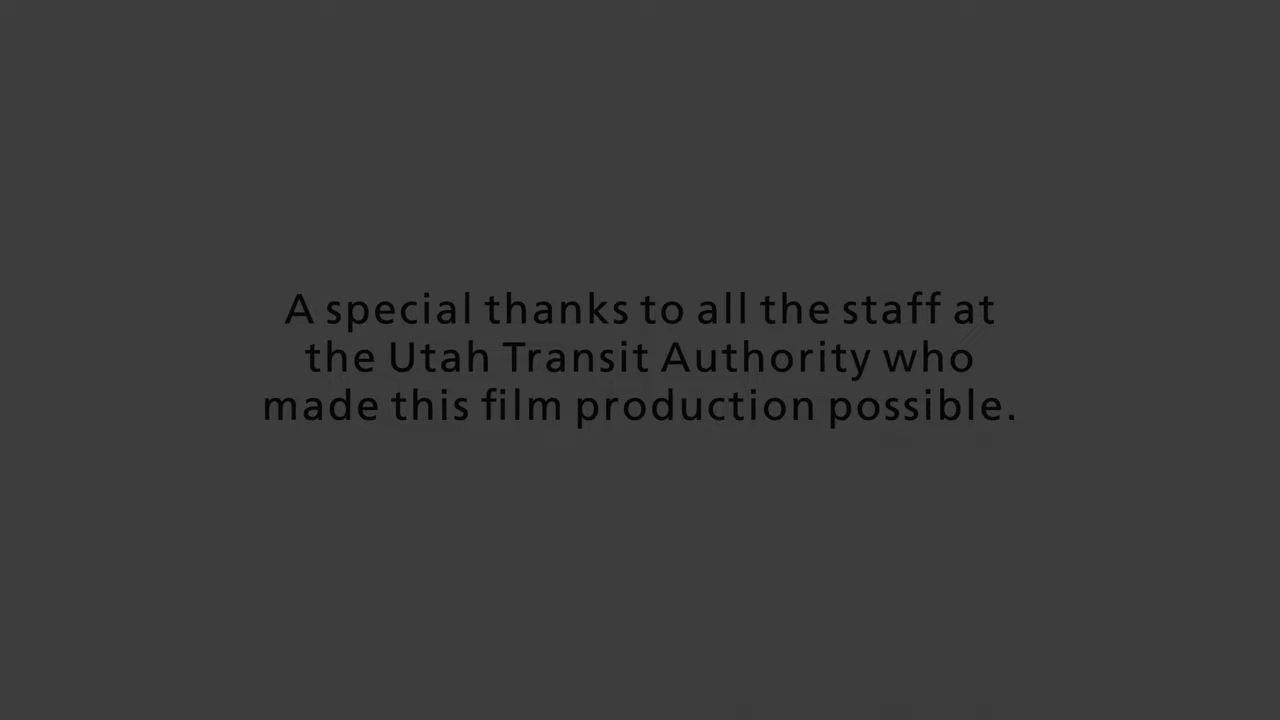 A special thanks to all the staff at
the Utah Transit Authority who
made this film production possible.